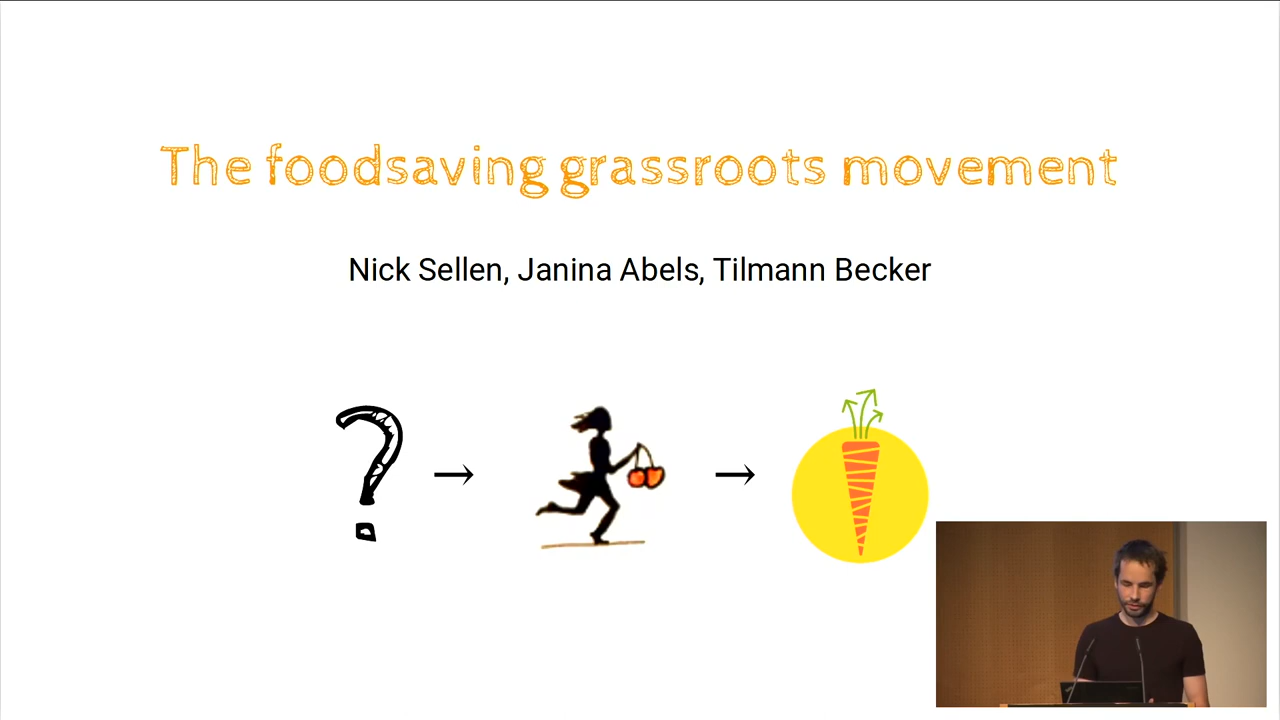 The foodsaving grassroots movement
Nick Sellen, Janina Abels, Tilmann Becker
? → →